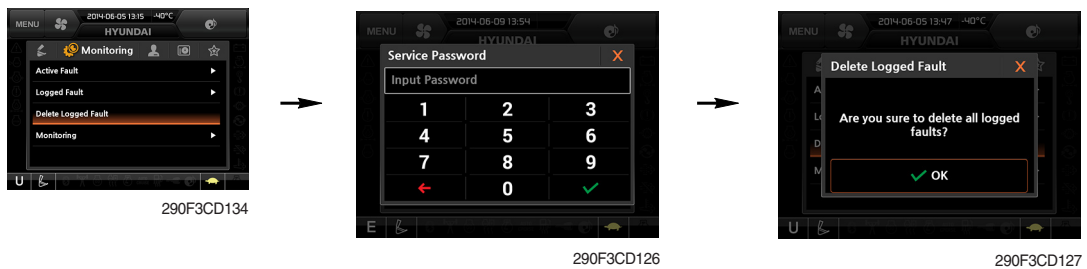 MENU
2014-06-05 13:15 -40°C
HYUNDAI
Monitoring
Active Fault
Logged Fault
Delete Logged Fault
Monitoring
U
290F3CD134
MENU
2014-06-09 13:54
HYUNDAI
Service Password X
Input Password
1 2 3
4 5 6
7 8 9
0
E
290F3CD126
MENU
2014-06-05 13:47 -40°C
HYUNDAI
Delete Logged Fault X
A
L
D
M
Are you sure to delete all logged
faults?
OK
U
290F3CD127